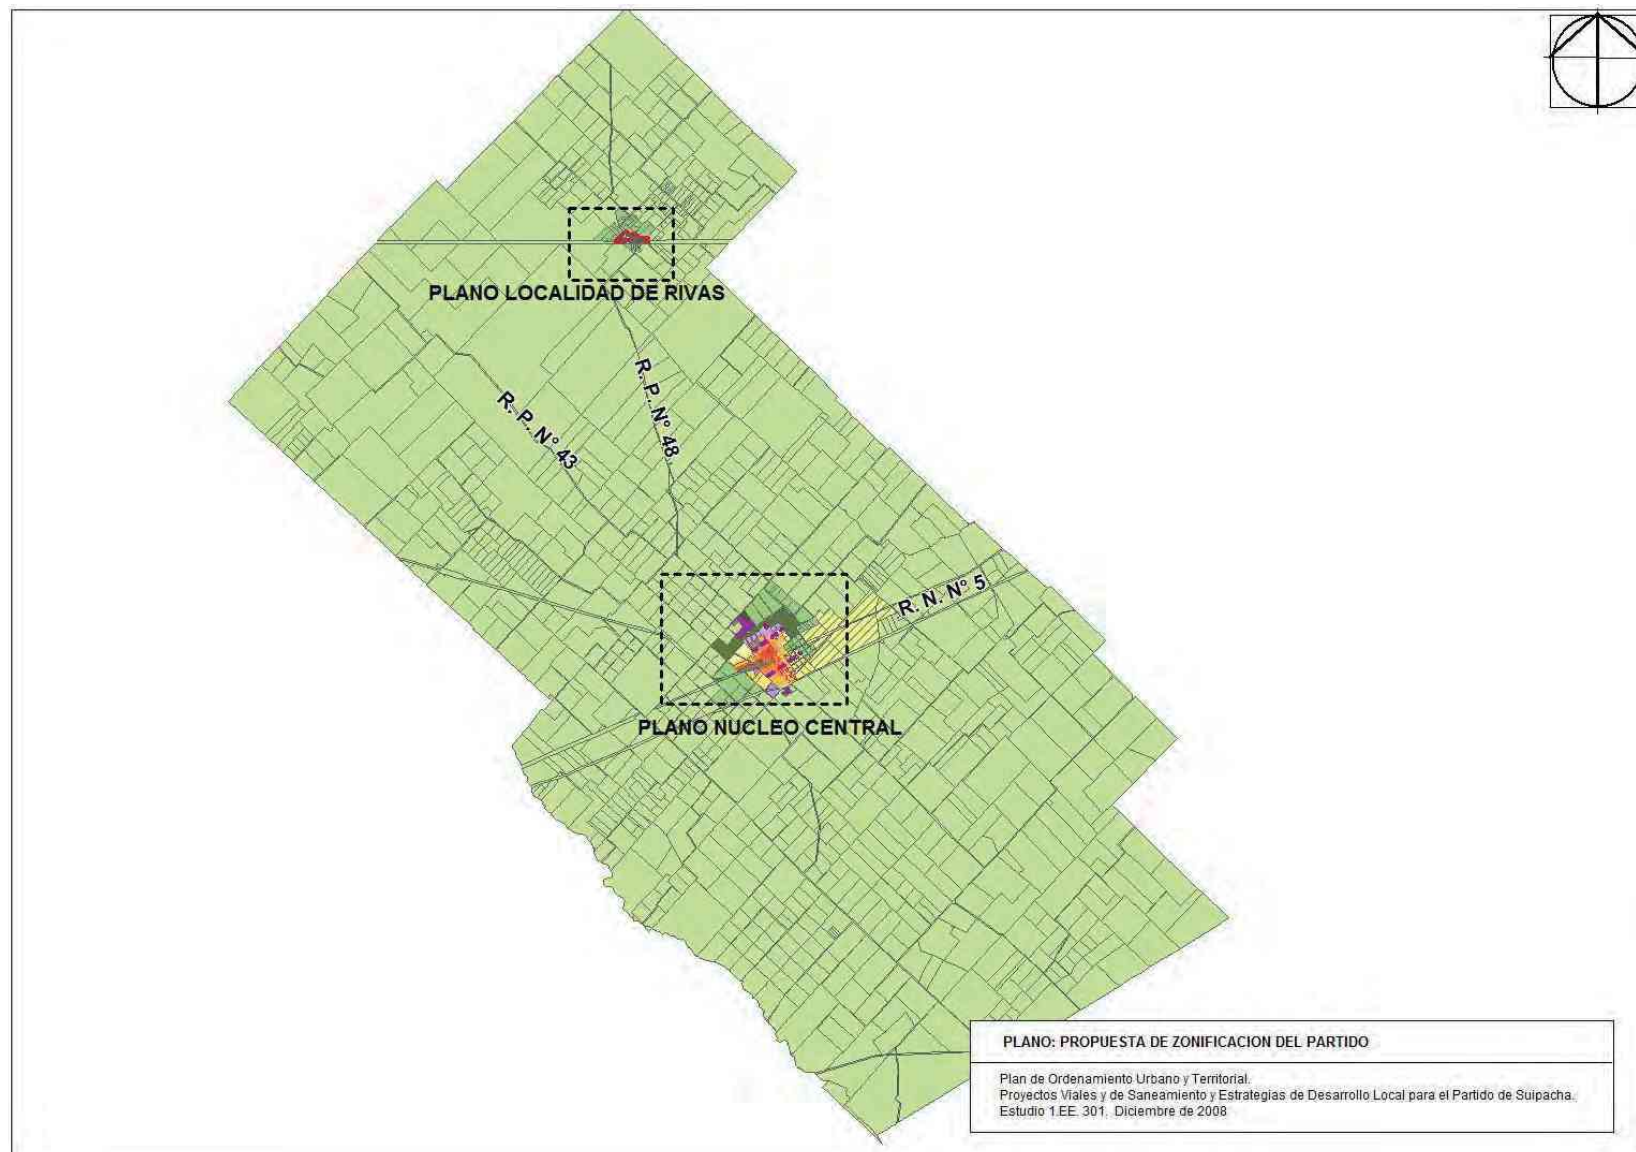 PLANO LOCALIDAD DE RIVAS
R. P. N° 48
R. P. N° 43
R. N. N° 5
PLANO NUCLEO CENTRAL
PLANO: PROPUESTA DE ZONIFICACION DEL PARTIDO
Plan de Ordenamiento Urbano y Territorial.
Proyectos Viales y de Saneamiento y Estrategias de Desarrollo Local para el Partido de Suipacha.
Estudio 1.EE. 301. Diciembre de 2008